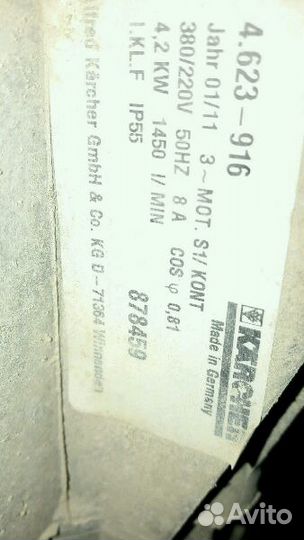 4.623-916
Jahr 01/11 3~MOT. S1/ KONT
380/220V 50HZ 8 A COS φ 0,81
4,2 KW 1450 1/ MIN
I.KL.F IP55 878459
Alfred Kärcher GmbH & Co. KG D-71364 Winnenden
KÄRCHER
Made in Germany
Avito